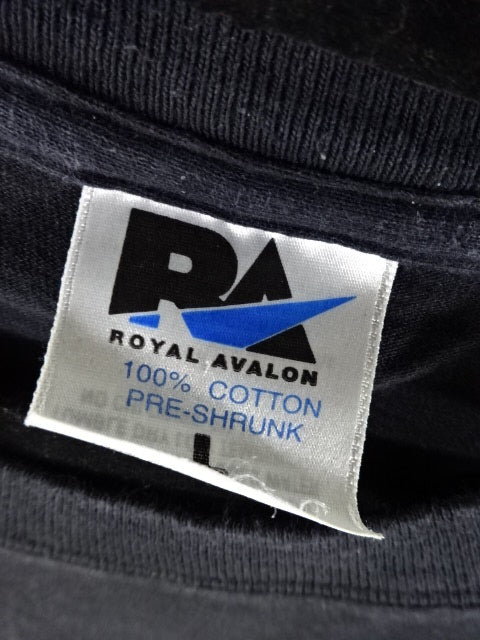 RA
ROYAL AVALON
100% COTTON
PRE-SHRUNK
L